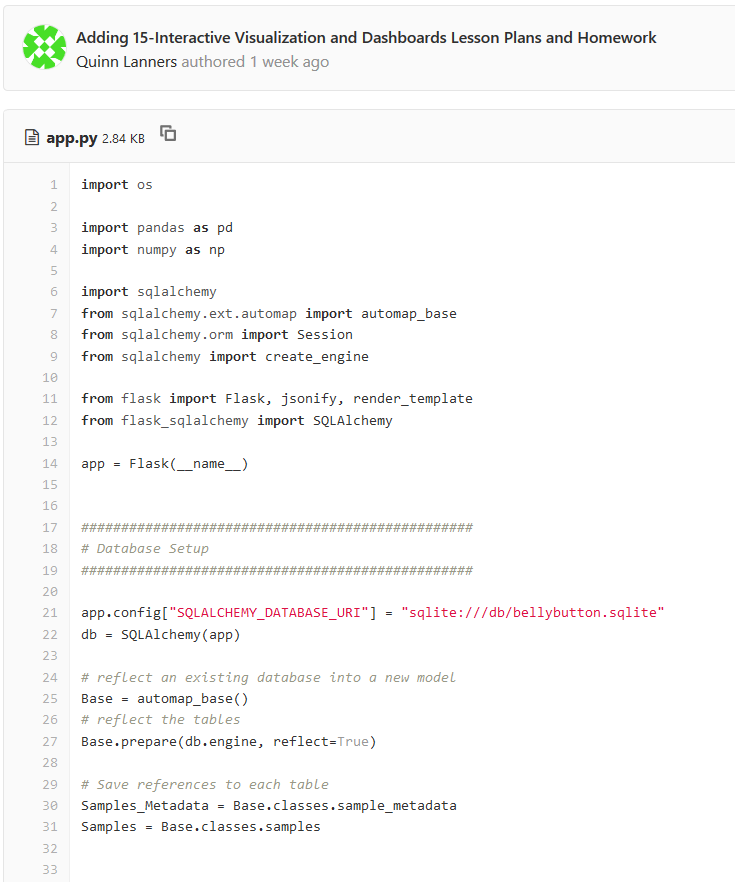 Adding 15-Interactive Visualization and Dashboards Lesson Plans and Homework
Quinn Lanners authored 1 week ago
app.py 2.84 KB
1 import os
2
3 import pandas as pd
4 import numpy as np
5
6 import sqlalchemy
7 from sqlalchemy.ext.automap import automap_base
8 from sqlalchemy.orm import Session
9 from sqlalchemy import create_engine
10
11 from flask import Flask, jsonify, render_template
12 from flask_sqlalchemy import SQLAlchemy
13
14 app = Flask(__name__)
15
16
17 #################################################
18 # Database Setup
19 #################################################
20
21 app.config["SQLALCHEMY_DATABASE_URI"] = "sqlite:///db/bellybutton.sqlite"
22 db = SQLAlchemy(app)
23
24 # reflect an existing database into a new model
25 Base = automap_base()
26 # reflect the tables
27 Base.prepare(db.engine, reflect=True)
28
29 # Save references to each table
30 Samples_Metadata = Base.classes.sample_metadata
31 Samples = Base.classes.samples
32
33